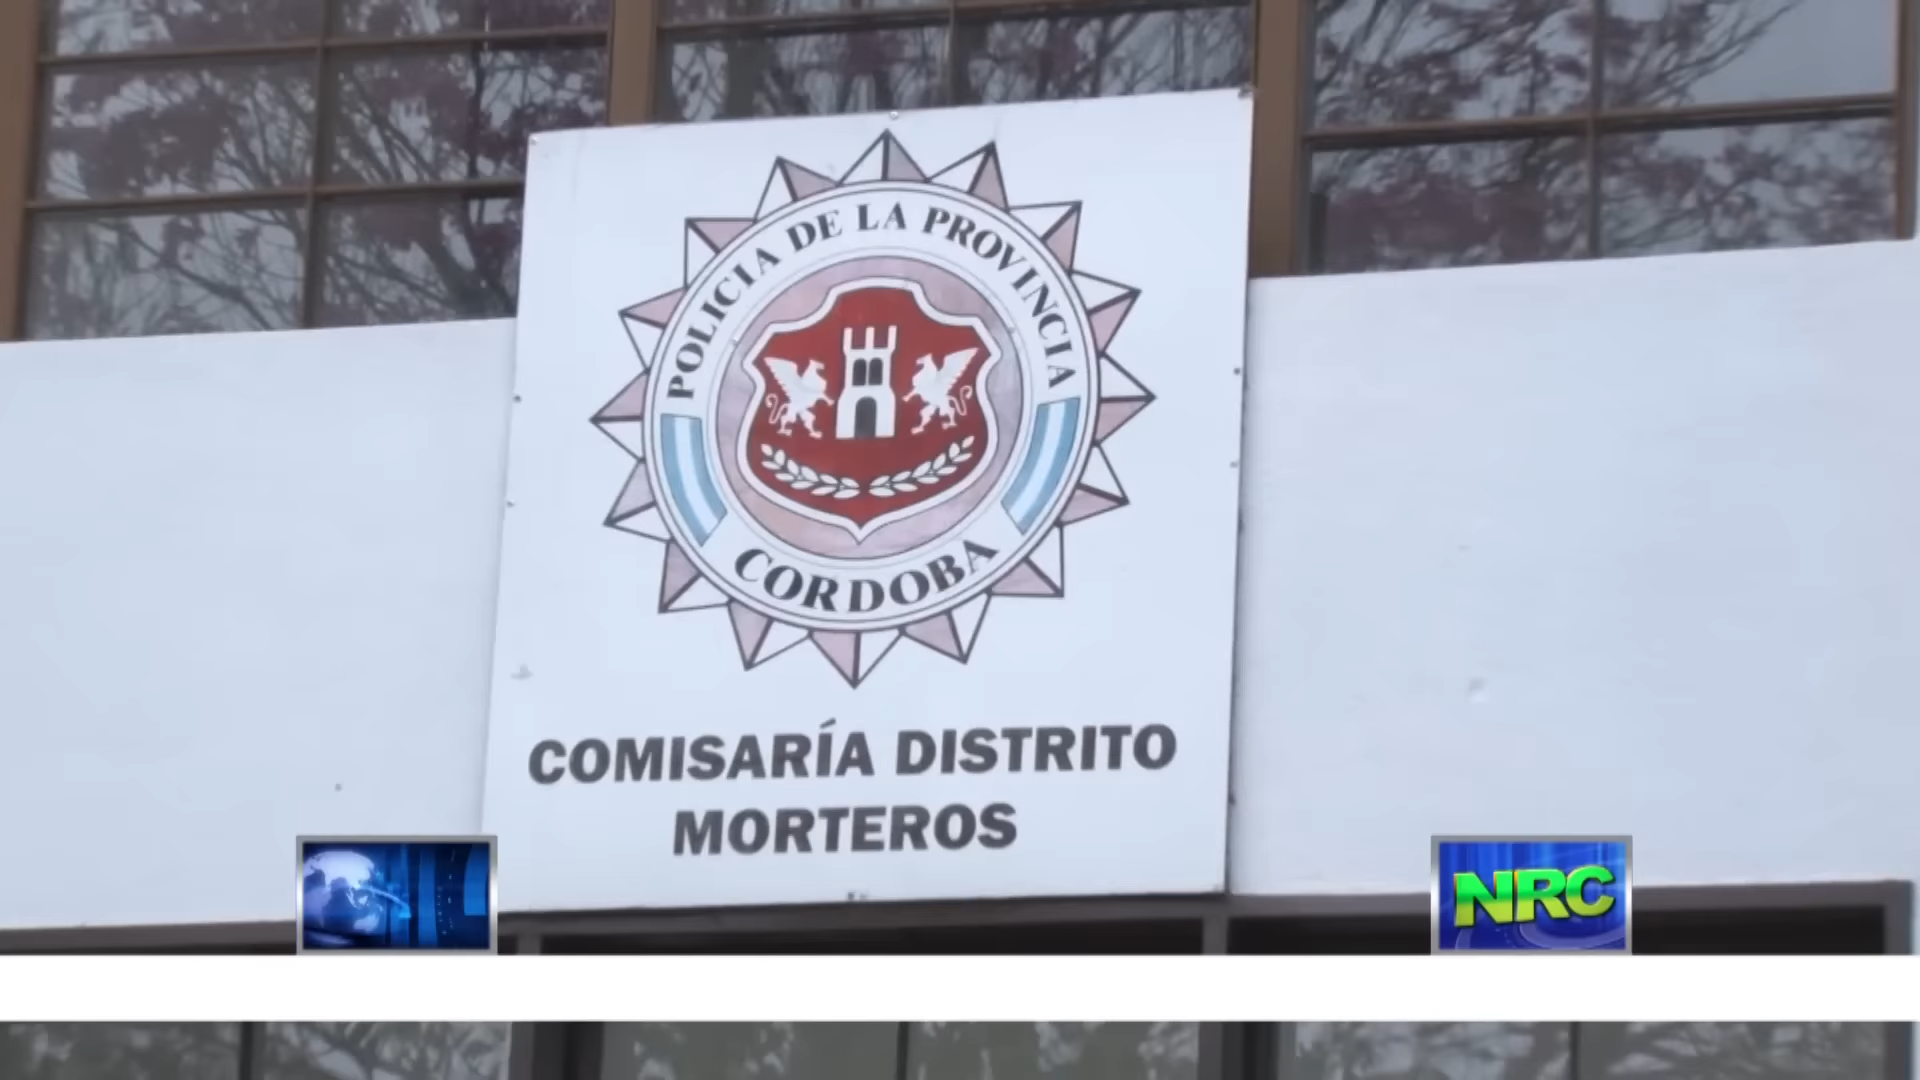 POLICIA DE LA PROVINCIA
CORDOBA
COMISARÍA DISTRITO
MORTEROS
NRC